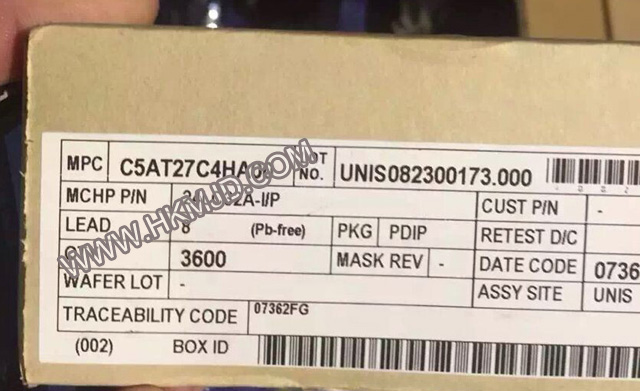 MPC C5AT27C4HA LOT NO. UNIS082300173.000
MCHP P/N 2A-I/P CUST P/N -
LEAD 8 (Pb-free) PKG PDIP RETEST D/C
3600 MASK REV - DATE CODE 0736
WAFER LOT - ASSY SITE UNIS
TRACEABILITY CODE 07362FG
(002) BOX ID
WWW.HKMJD.COM